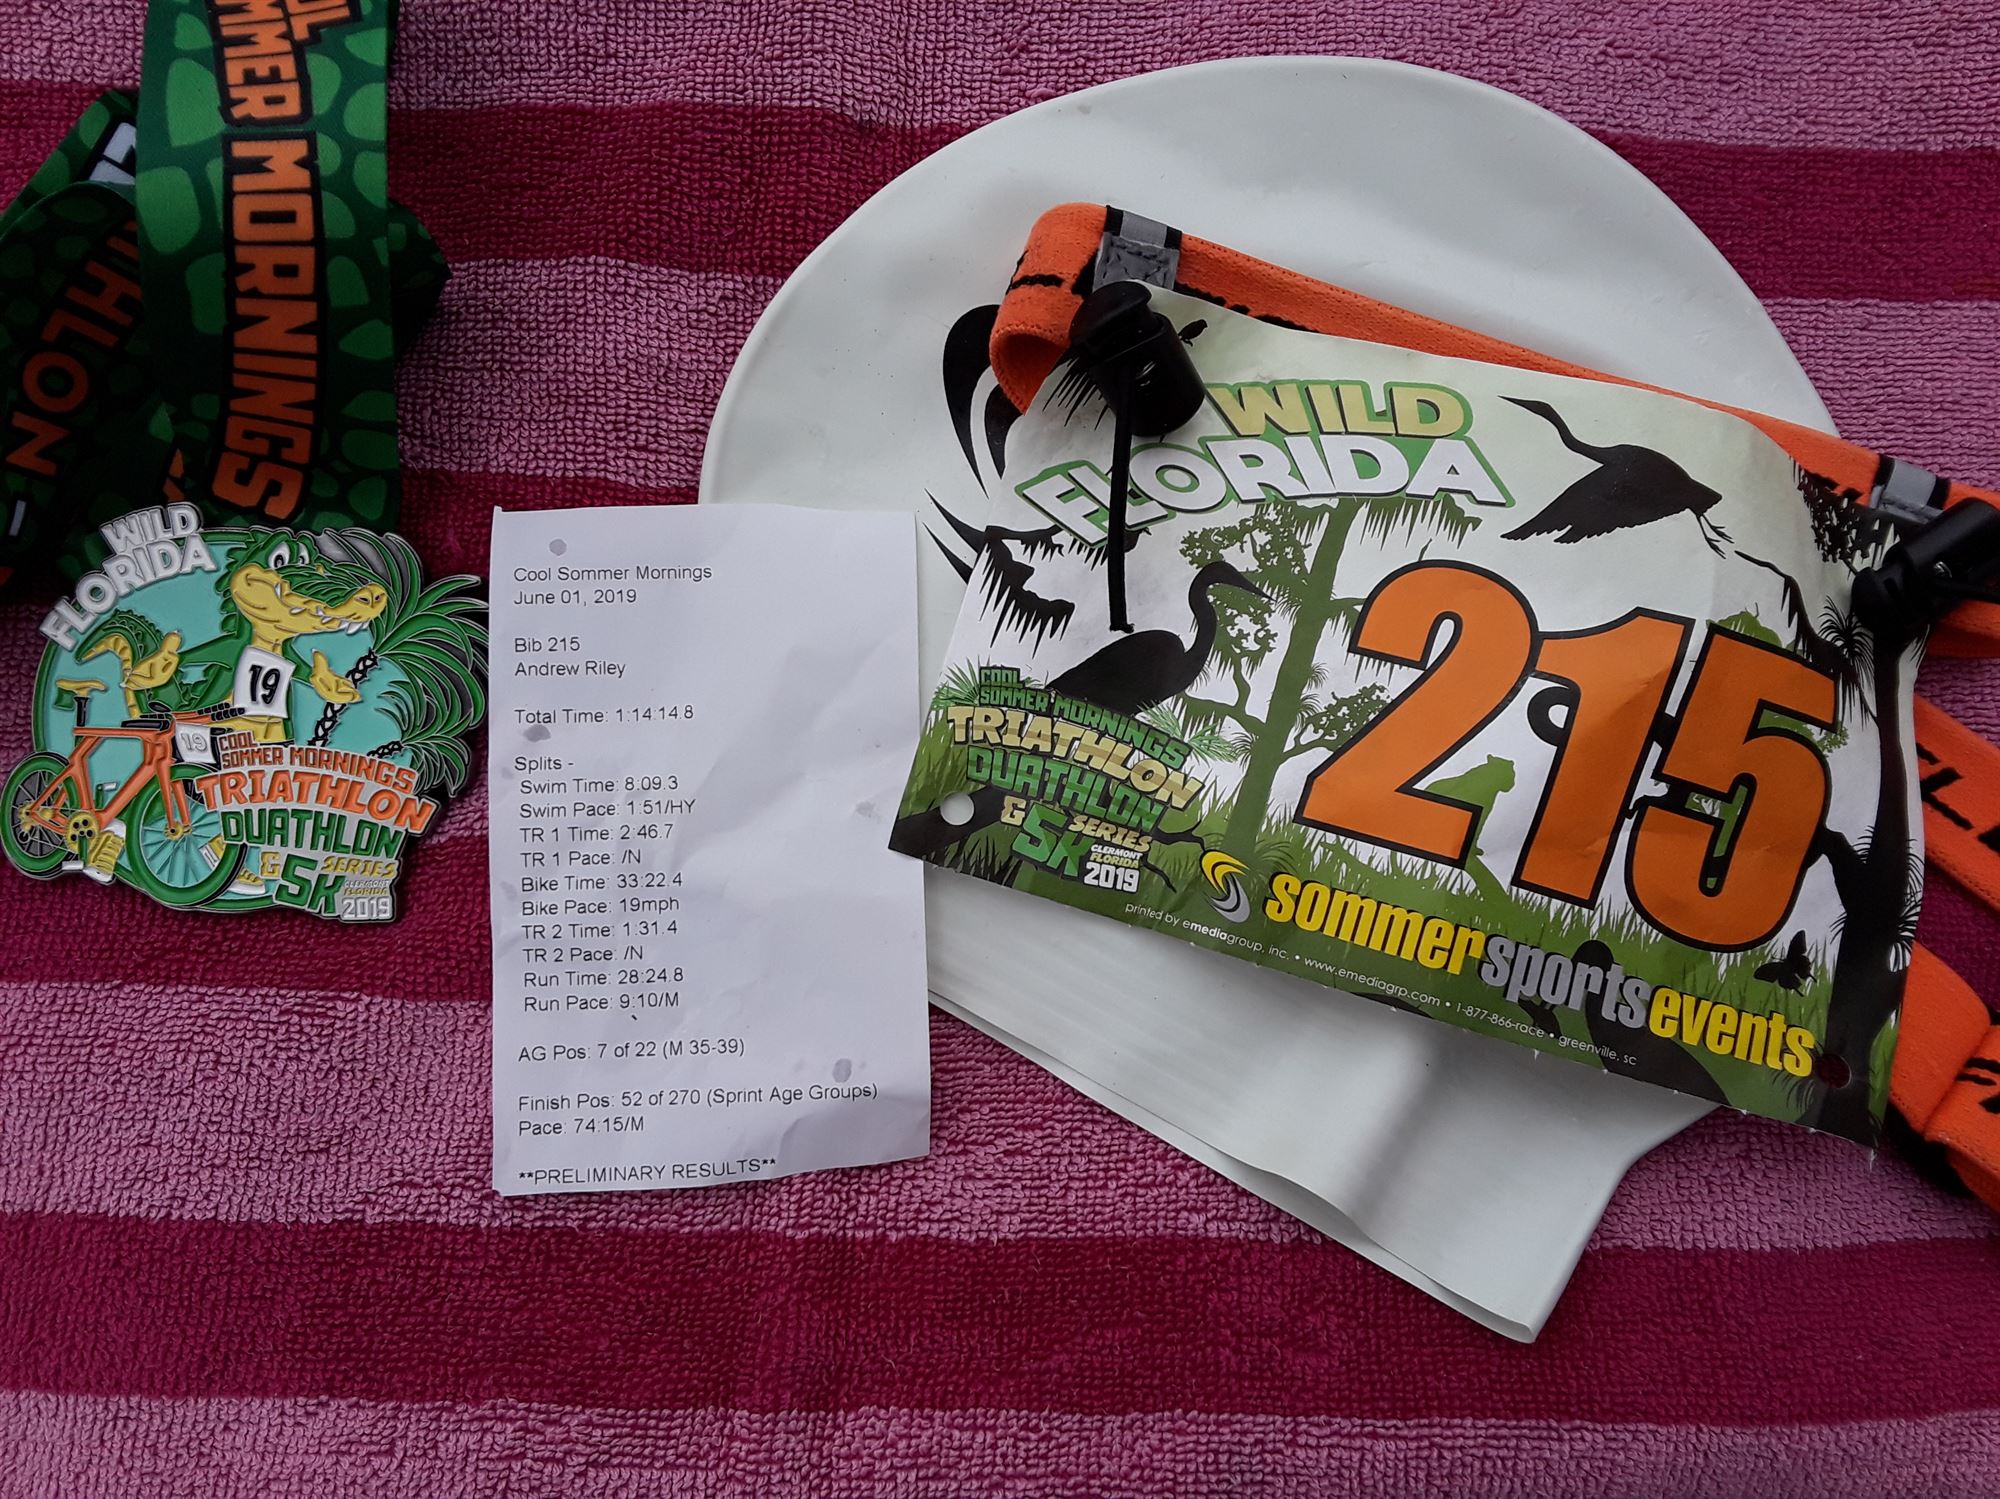 OL
MMER MORNINGS
HLON
WILD
FLORIDA
19
19
COOL
SOMMER MORNINGS
TRIATHLON
DUATHLON
& 5K SERIES
CLERMONT
FLORIDA
2019
Cool Sommer Mornings
June 01, 2019
Bib 215
Andrew Riley
Total Time: 1:14:14.8
Splits -
Swim Time: 8:09.3
Swim Pace: 1:51/HY
TR 1 Time: 2:46.7
TR 1 Pace: /N
Bike Time: 33:22.4
Bike Pace: 19mph
TR 2 Time: 1:31.4
TR 2 Pace: /N
Run Time: 28:24.8
Run Pace: 9:10/M
AG Pos: 7 of 22 (M 35-39)
Finish Pos: 52 of 270 (Sprint Age Groups)
Pace: 74:15/M
**PRELIMINARY RESULTS**
WILD
FLORIDA
215
COOL
SOMMER MORNINGS
TRIATHLON
DUATHLON
& 5K SERIES
CLERMONT
FLORIDA
2019
sommersportsevents
printed by emediagroup, inc. • www.emediagrp.com • 1-877-866-race • greenville, sc